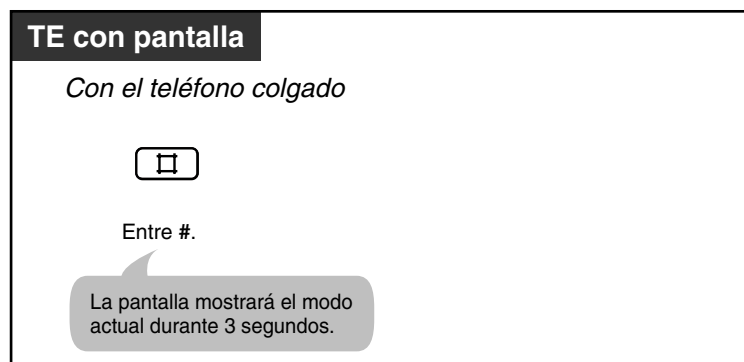 TE con pantalla
Con el teléfono colgado
#
Entre #.
La pantalla mostrará el modo
actual durante 3 segundos.